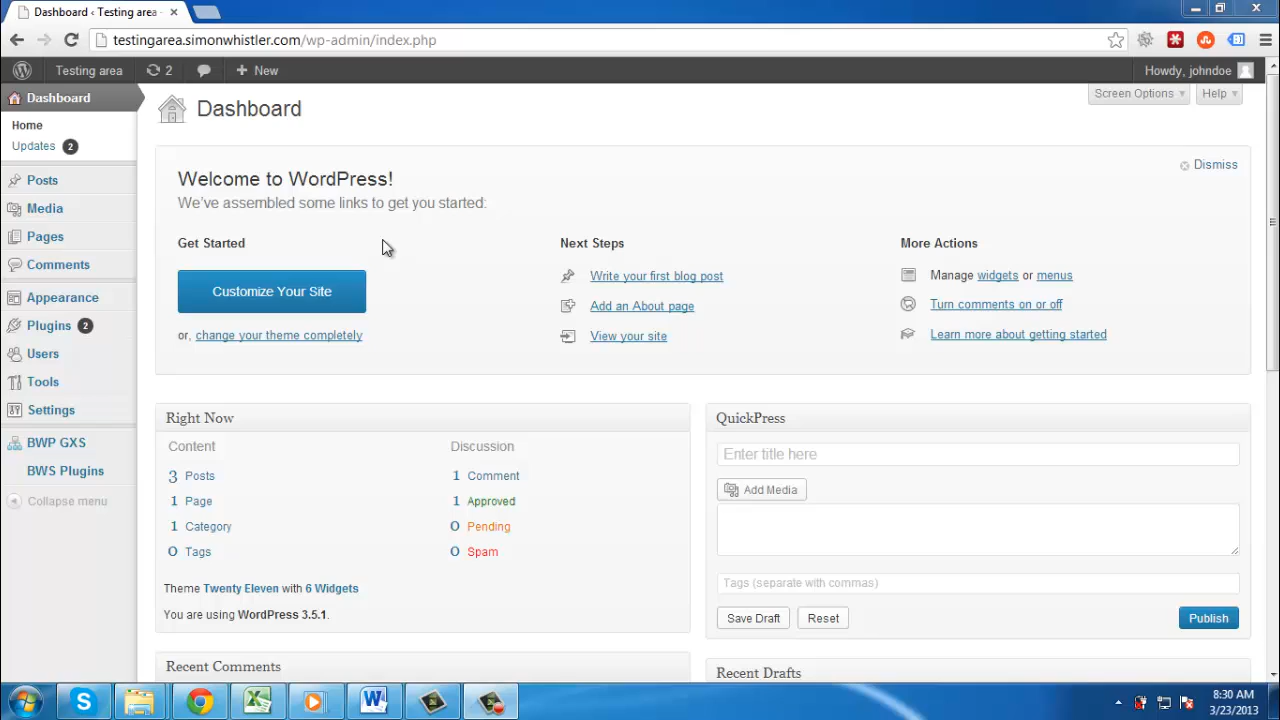 Dashboard ‹ Testing area -
testingarea.simonwhistler.com/wp-admin/index.php
Testing area 2 New Howdy, johndoe
Dashboard
Home
Updates 2
Posts
Media
Pages
Comments
Appearance
Plugins 2
Users
Tools
Settings
BWP GXS
BWS Plugins
Collapse menu
Screen Options Help
Dashboard
Dismiss
Welcome to WordPress!
We've assembled some links to get you started:
Get Started
Customize Your Site
or, change your theme completely
Next Steps
Write your first blog post
Add an About page
View your site
More Actions
Manage widgets or menus
Turn comments on or off
Learn more about getting started
Right Now
Content Discussion
3 Posts 1 Comment
1 Page 1 Approved
1 Category 0 Pending
0 Tags 0 Spam
Theme Twenty Eleven with 6 Widgets
You are using WordPress 3.5.1.
Recent Comments
QuickPress
Enter title here
Add Media
Tags (separate with commas)
Save Draft Reset Publish
Recent Drafts
8:30 AM
3/23/2013